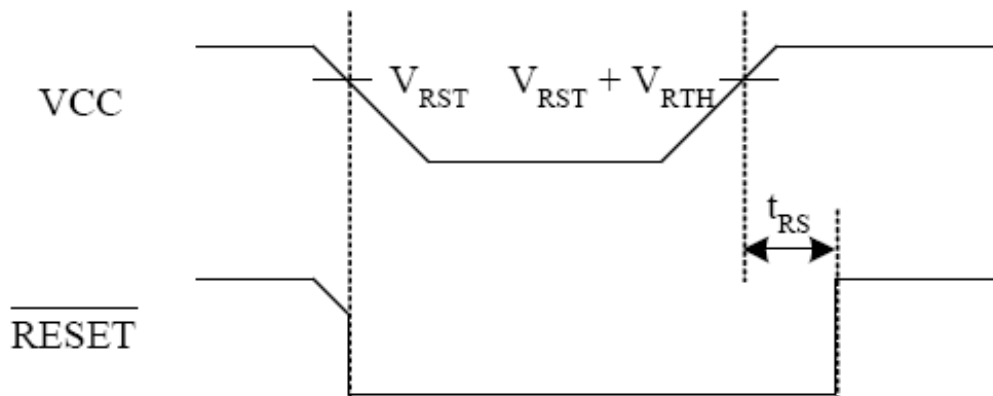 VCC
V_RST
V_RST + V_RTH
t_RS
RESET